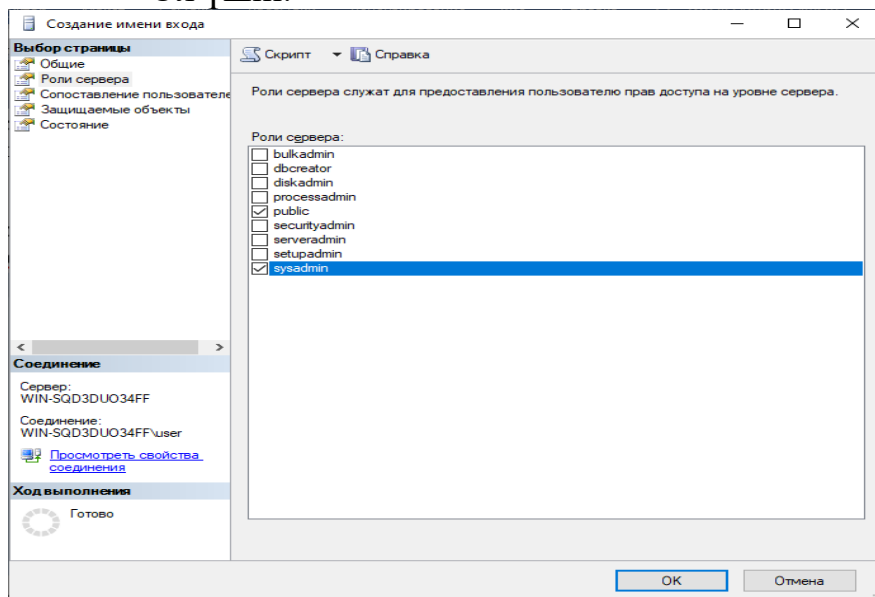 Создание имени входа
Выбор страницы
Общие
Роли сервера
Сопоставление пользователе
Защищаемые объекты
Состояние
Скрипт
Справка
Роли сервера служат для предоставления пользователю прав доступа на уровне сервера.
Роли сервера:
bulkadmin
dbcreator
diskadmin
processadmin
public
securityadmin
serveradmin
setupadmin
sysadmin
Соединение
Сервер:
WIN-SQD3DUO34FF
Соединение:
WIN-SQD3DUO34FF\user
Просмотреть свойства
соединения
Ход выполнения
Готово
OK
Отмена